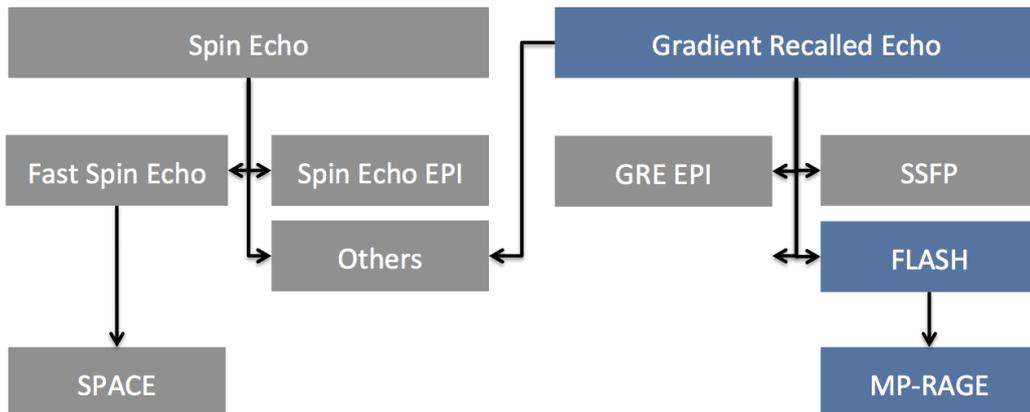 Spin Echo
Gradient Recalled Echo
Fast Spin Echo
Spin Echo EPI
GRE EPI
SSFP
Others
FLASH
SPACE
MP-RAGE